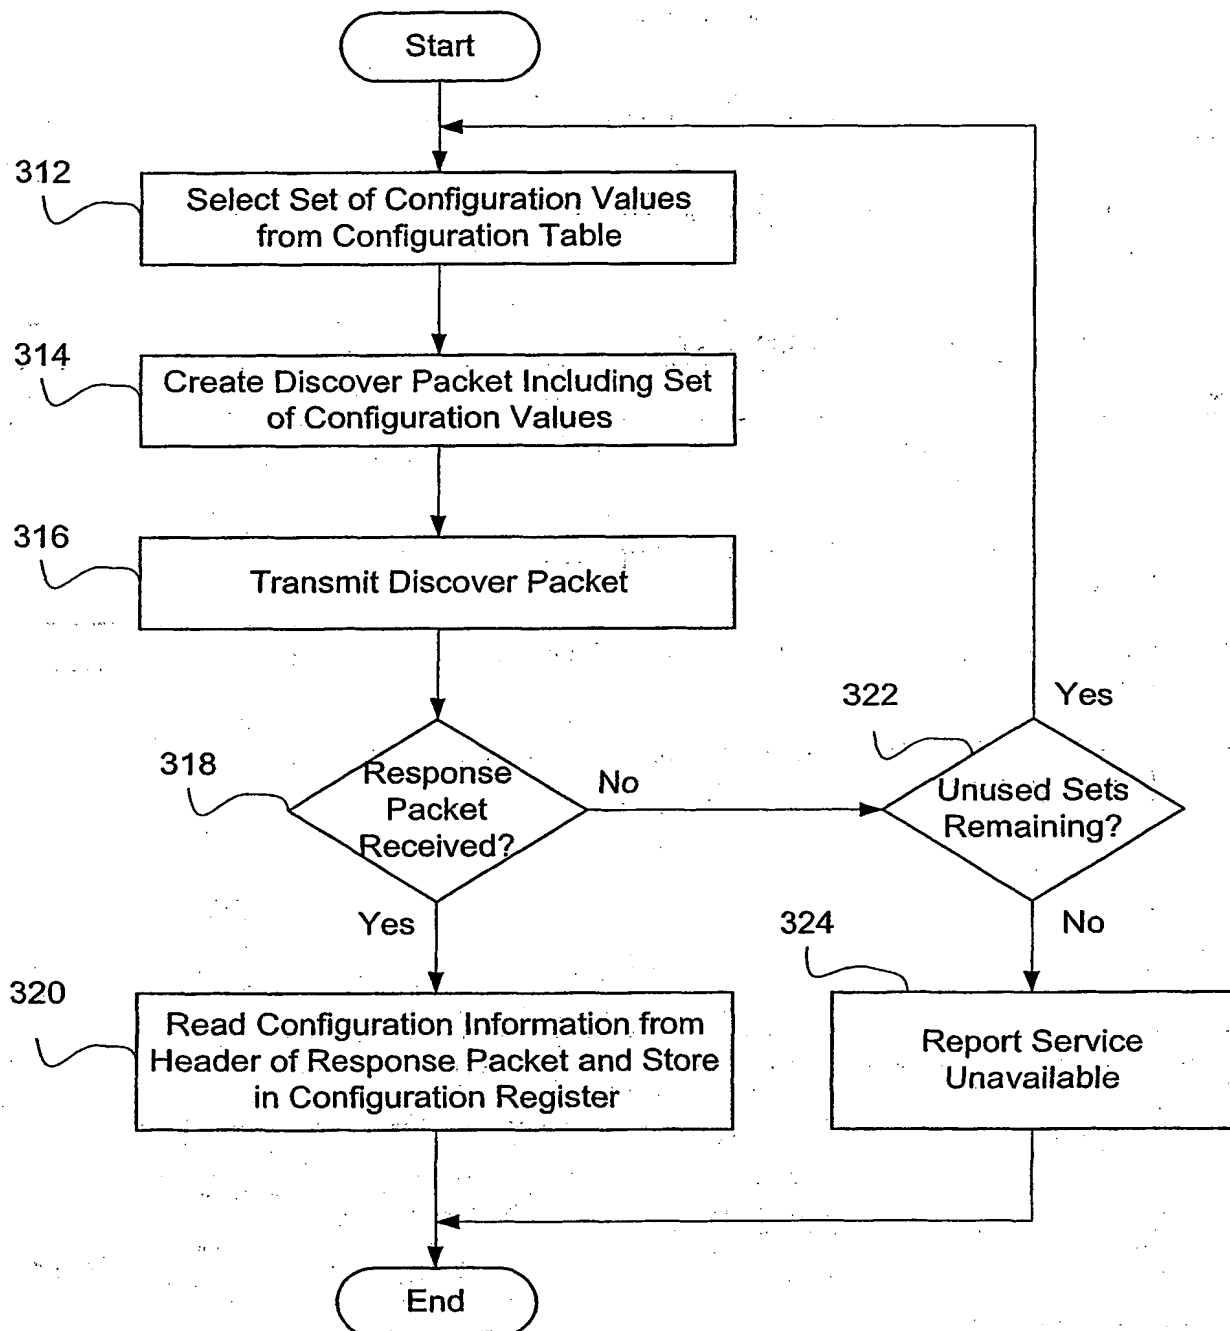 Start
312
Select Set of Configuration Values
from Configuration Table
314
Create Discover Packet Including Set
of Configuration Values
316
Transmit Discover Packet
318
Response
Packet
Received?
No
Yes
322
Yes
Unused Sets
Remaining?
No
320
Read Configuration Information from
Header of Response Packet and Store
in Configuration Register
324
Report Service
Unavailable
End